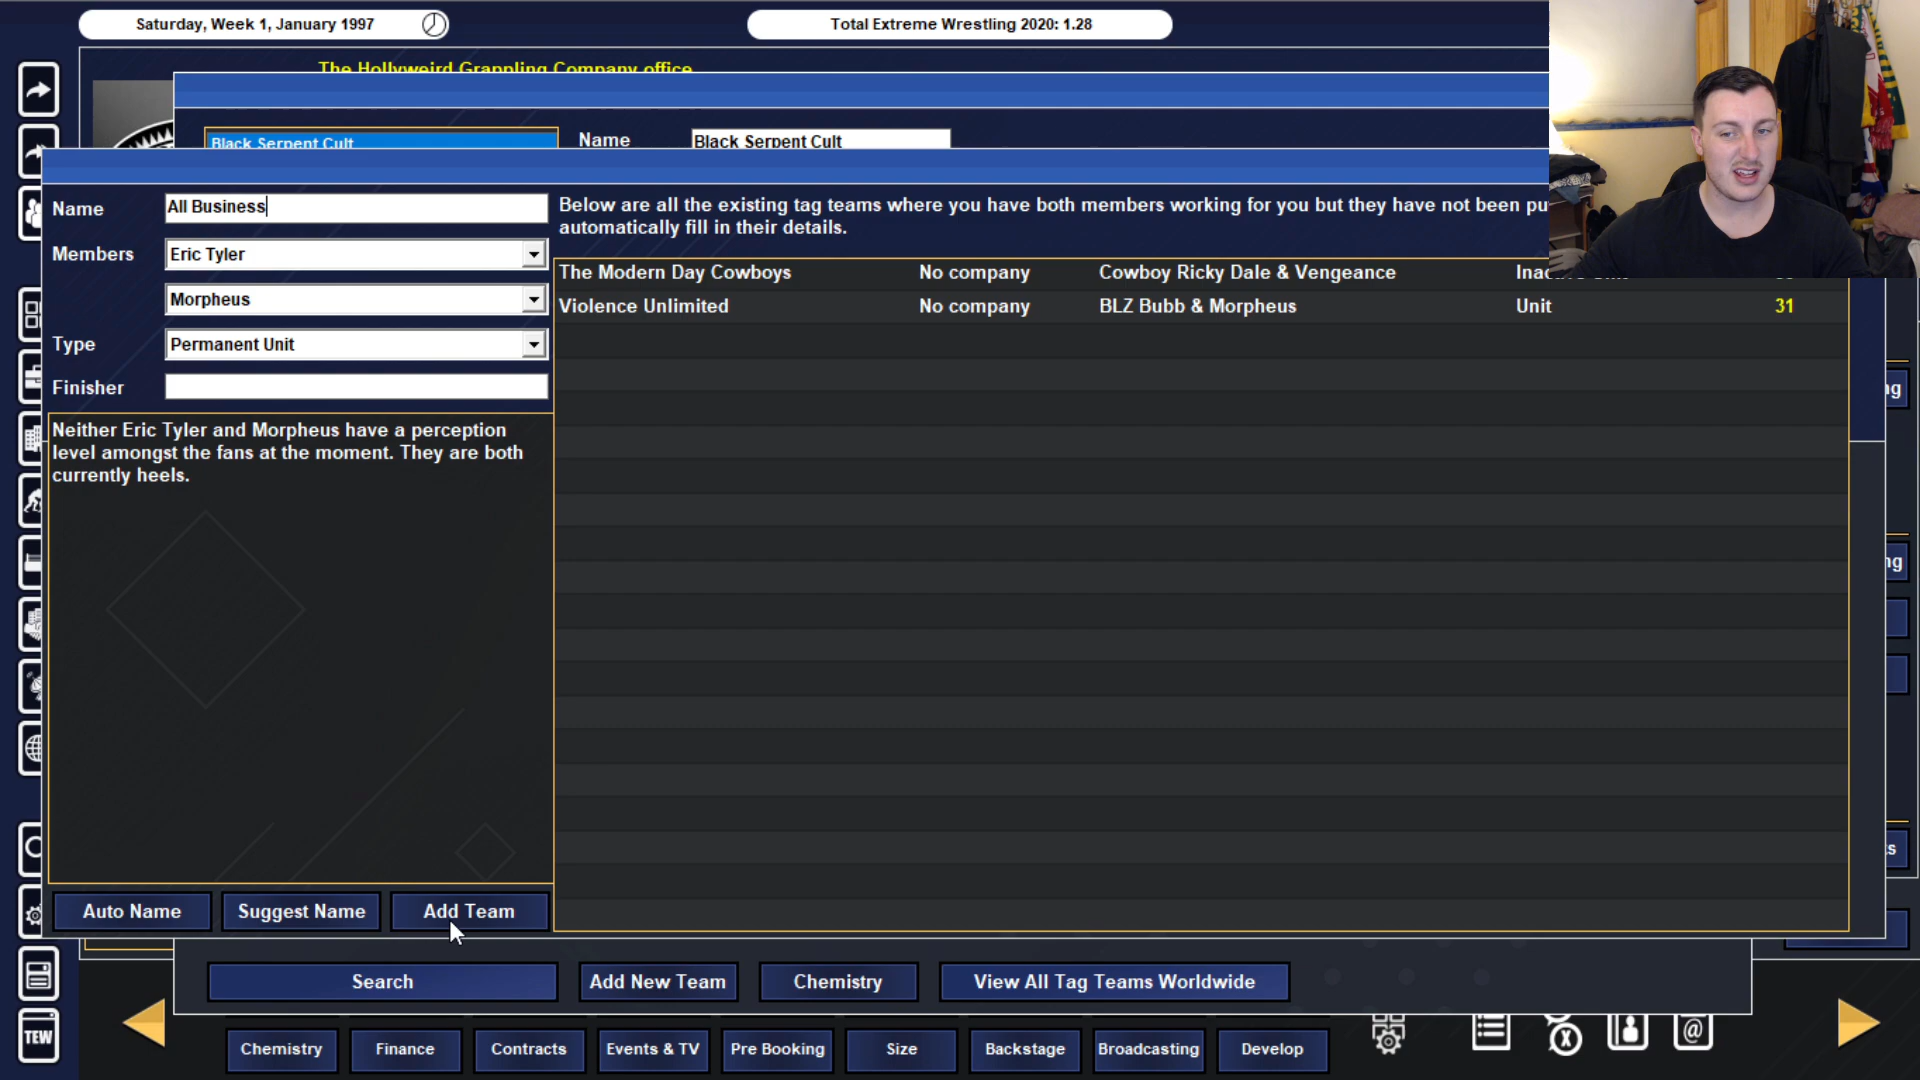 Saturday, Week 1, January 1997
Total Extreme Wrestling 2020: 1.28
The Hollyweird Grappling Company office
Black Serpent Cult
Name
Black Serpent Cult
Name
All Business
Members
Eric Tyler
Morpheus
Type
Permanent Unit
Finisher
Neither Eric Tyler and Morpheus have a perception
level amongst the fans at the moment. They are both
currently heels.
Auto Name
Suggest Name
Add Team
Below are all the existing tag teams where you have both members working for you but they have not been pu
automatically fill in their details.
The Modern Day Cowboys No company Cowboy Ricky Dale & Vengeance
Violence Unlimited No company BLZ Bubb & Morpheus Unit 31
ng
ng
s
Search
Add New Team
Chemistry
View All Tag Teams Worldwide
TEW
Chemistry
Finance
Contracts
Events & TV
Pre Booking
Size
Backstage
Broadcasting
Develop